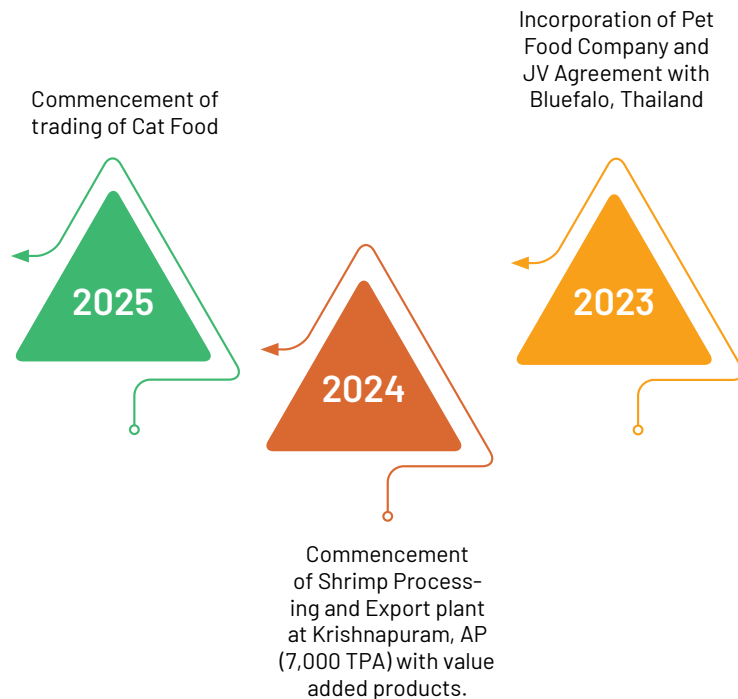 Commencement of
trading of Cat Food
2025
2024
Commencement
of Shrimp Process-
ing and Export plant
at Krishnapuram, AP
(7,000 TPA) with value
added products.
Incorporation of Pet
Food Company and
JV Agreement with
Bluefalo, Thailand
2023